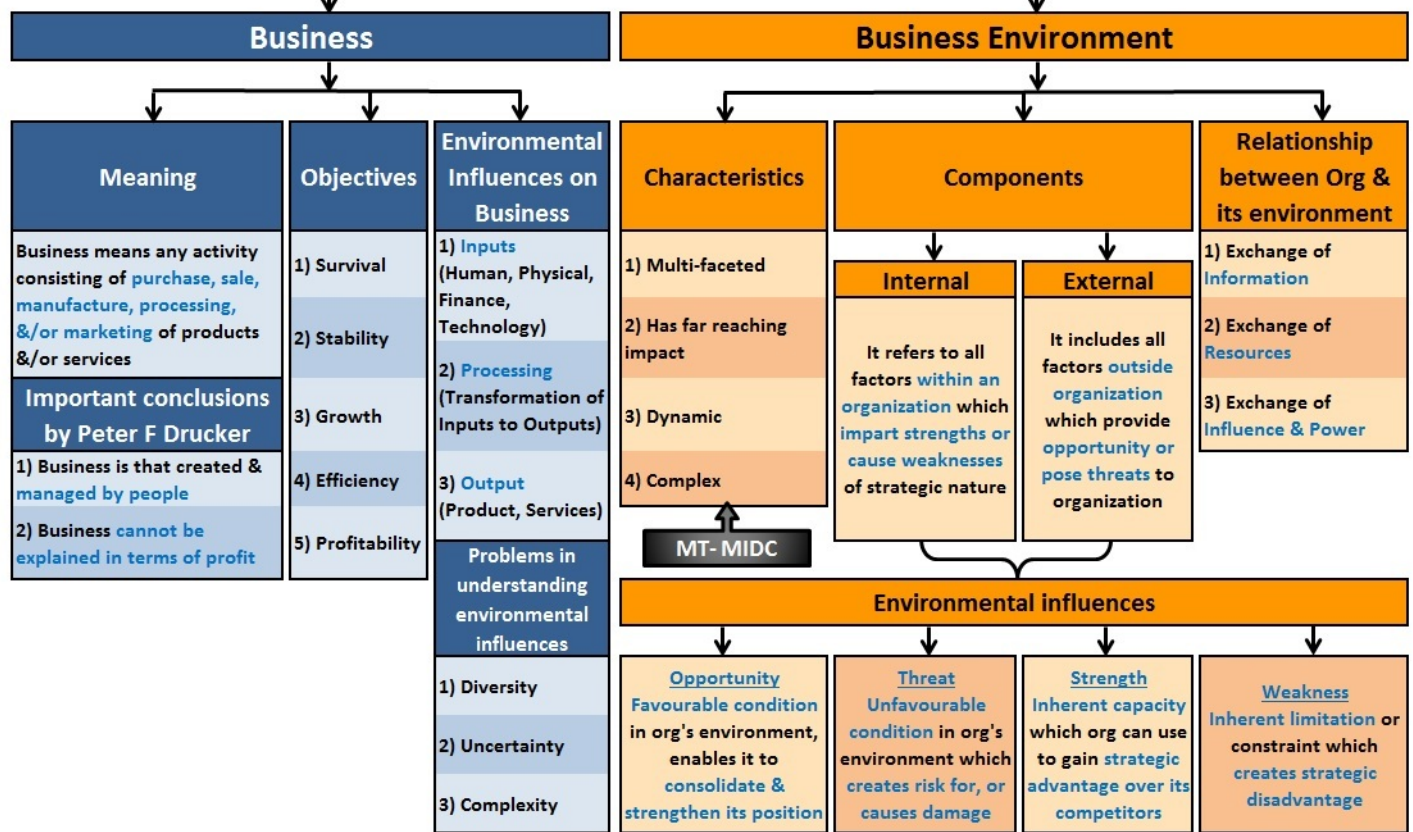 Business
Meaning
Business means any activity
consisting of purchase, sale,
manufacture, processing,
&/or marketing of products
&/or services
Important conclusions
by Peter F Drucker
1) Business is that created &
managed by people
2) Business cannot be
explained in terms of profit
Objectives
1) Survival
2) Stability
3) Growth
4) Efficiency
5) Profitability
Environmental
Influences on
Business
1) Inputs
(Human, Physical,
Finance,
Technology)
2) Processing
(Transformation of
Inputs to Outputs)
3) Output
(Product, Services)
Problems in
understanding
environmental
influences
1) Diversity
2) Uncertainty
3) Complexity
Business Environment
Characteristics
1) Multi-faceted
2) Has far reaching
impact
3) Dynamic
4) Complex
MT- MIDC
Components
Internal
It refers to all
factors within an
organization which
impart strengths or
cause weaknesses
of strategic nature
External
It includes all
factors outside
organization
which provide
opportunity or
pose threats to
organization
Relationship
between Org &
its environment
1) Exchange of
Information
2) Exchange of
Resources
3) Exchange of
Influence & Power
Environmental influences
Opportunity
Favourable condition
in org's environment,
enables it to
consolidate &
strengthen its position
Threat
Unfavourable
condition in org's
environment which
creates risk for, or
causes damage
Strength
Inherent capacity
which org can use
to gain strategic
advantage over its
competitors
Weakness
Inherent limitation or
constraint which
creates strategic
disadvantage